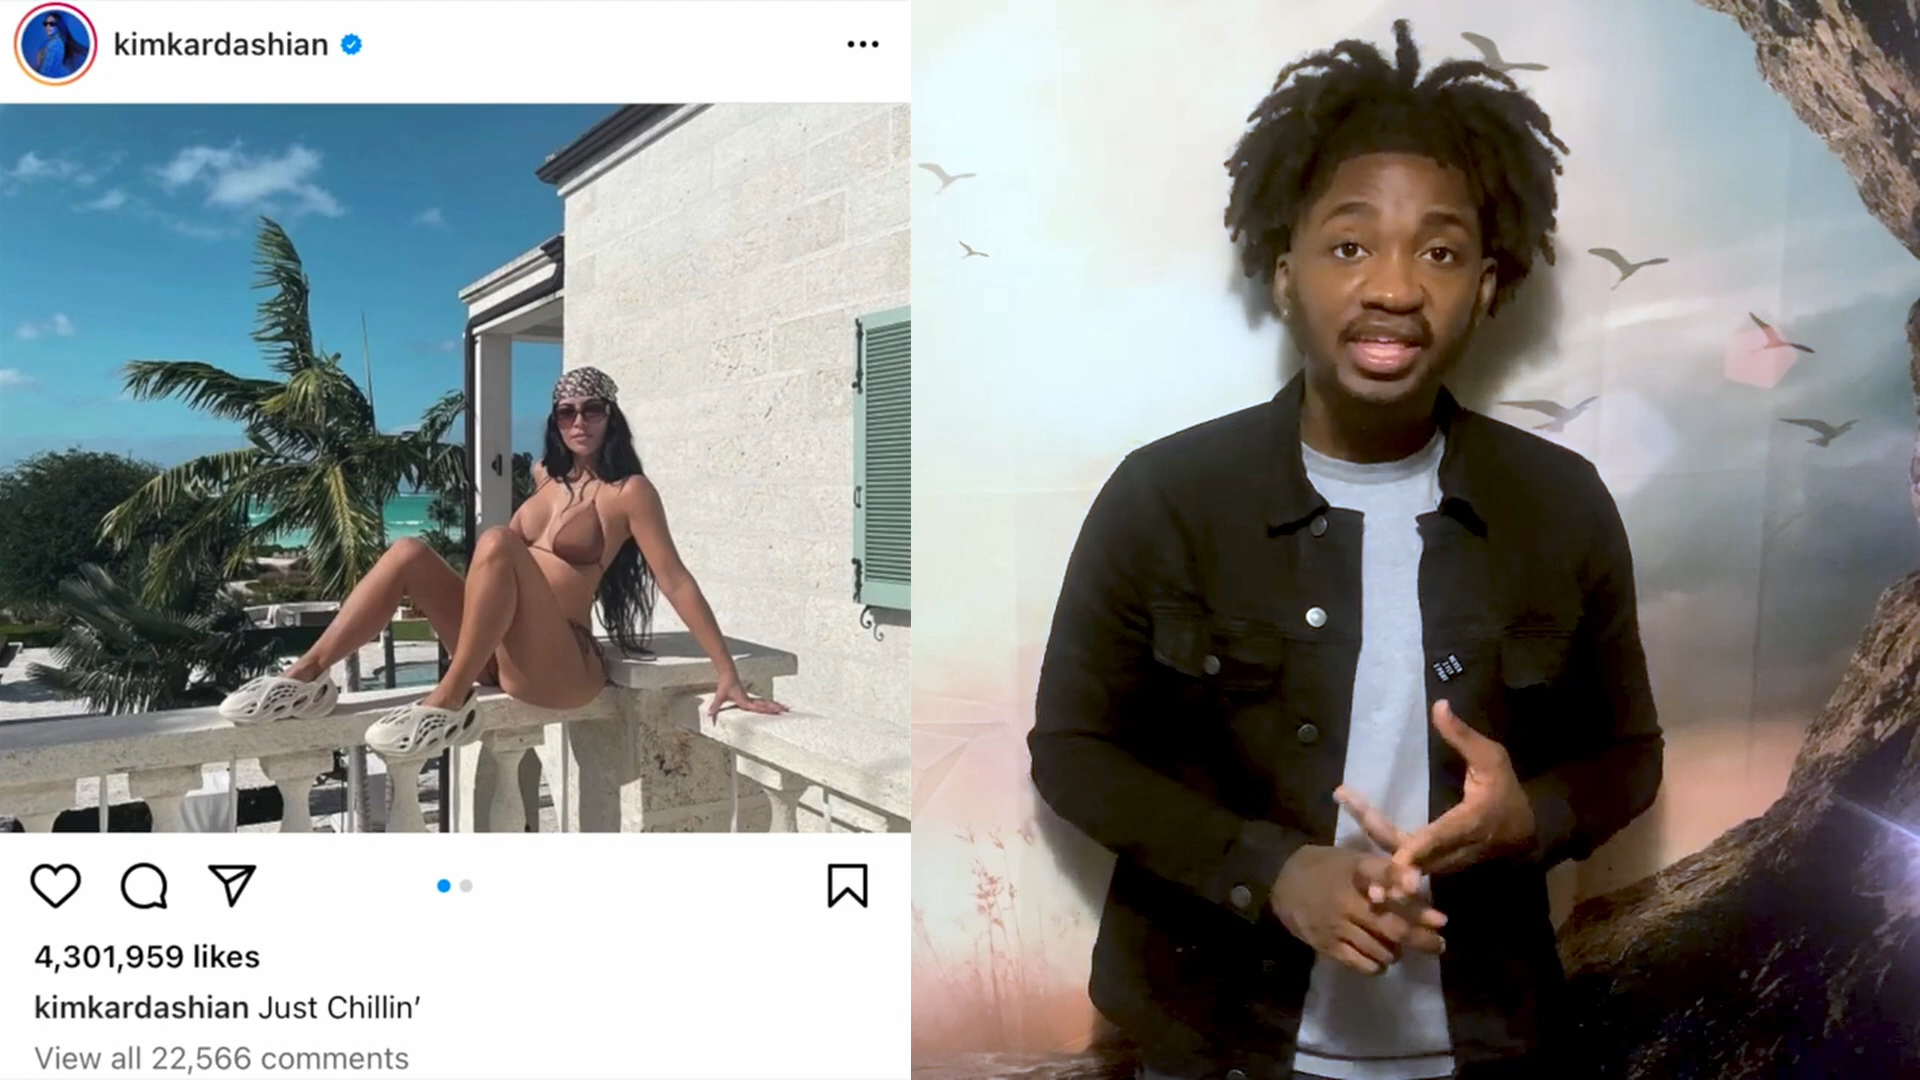 kimkardashian
4,301,959 likes
kimkardashian Just Chillin’
View all 22,566 comments